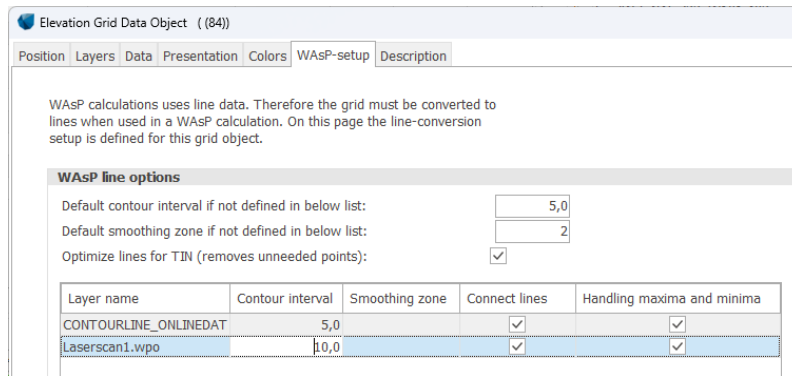 Elevation Grid Data Object ( (84))
Position Layers Data Presentation Colors WAsP-setup Description
WAsP calculations uses line data. Therefore the grid must be converted to
lines when used in a WAsP calculation. On this page the line-conversion
setup is defined for this grid object.
WAsP line options
Default contour interval if not defined in below list: 5,0
Default smoothing zone if not defined in below list: 2
Optimize lines for TIN (removes unneeded points):
Layer name Contour interval Smoothing zone Connect lines Handling maxima and minima
CONTOURLINE_ONLINEDAT 5,0
Laserscan1.wpo 10,0